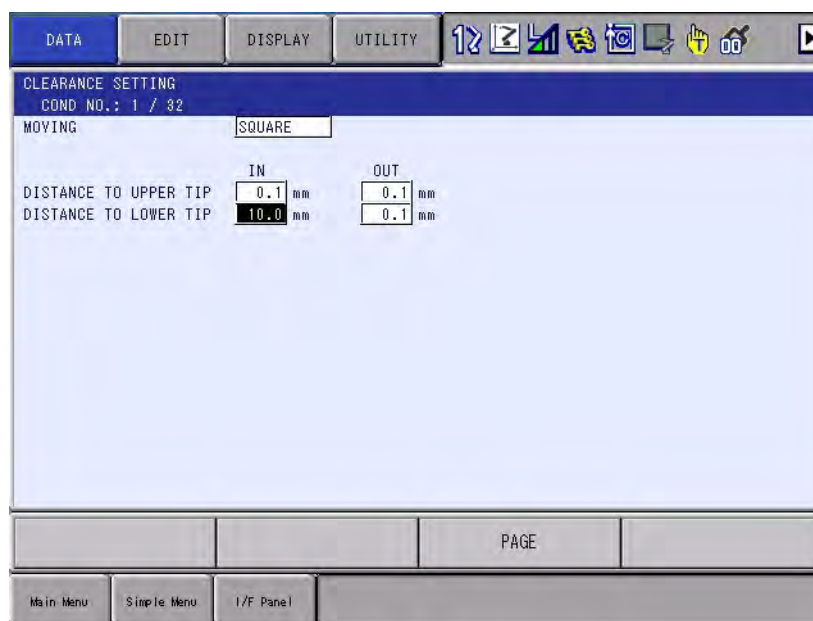 DATA EDIT DISPLAY UTILITY
CLEARANCE SETTING
COND NO.: 1 / 32
MOVING SQUARE
IN OUT
DISTANCE TO UPPER TIP 0.1 mm 0.1 mm
DISTANCE TO LOWER TIP 10.0 mm 0.1 mm
PAGE
Main Menu Simple Menu I/F Panel